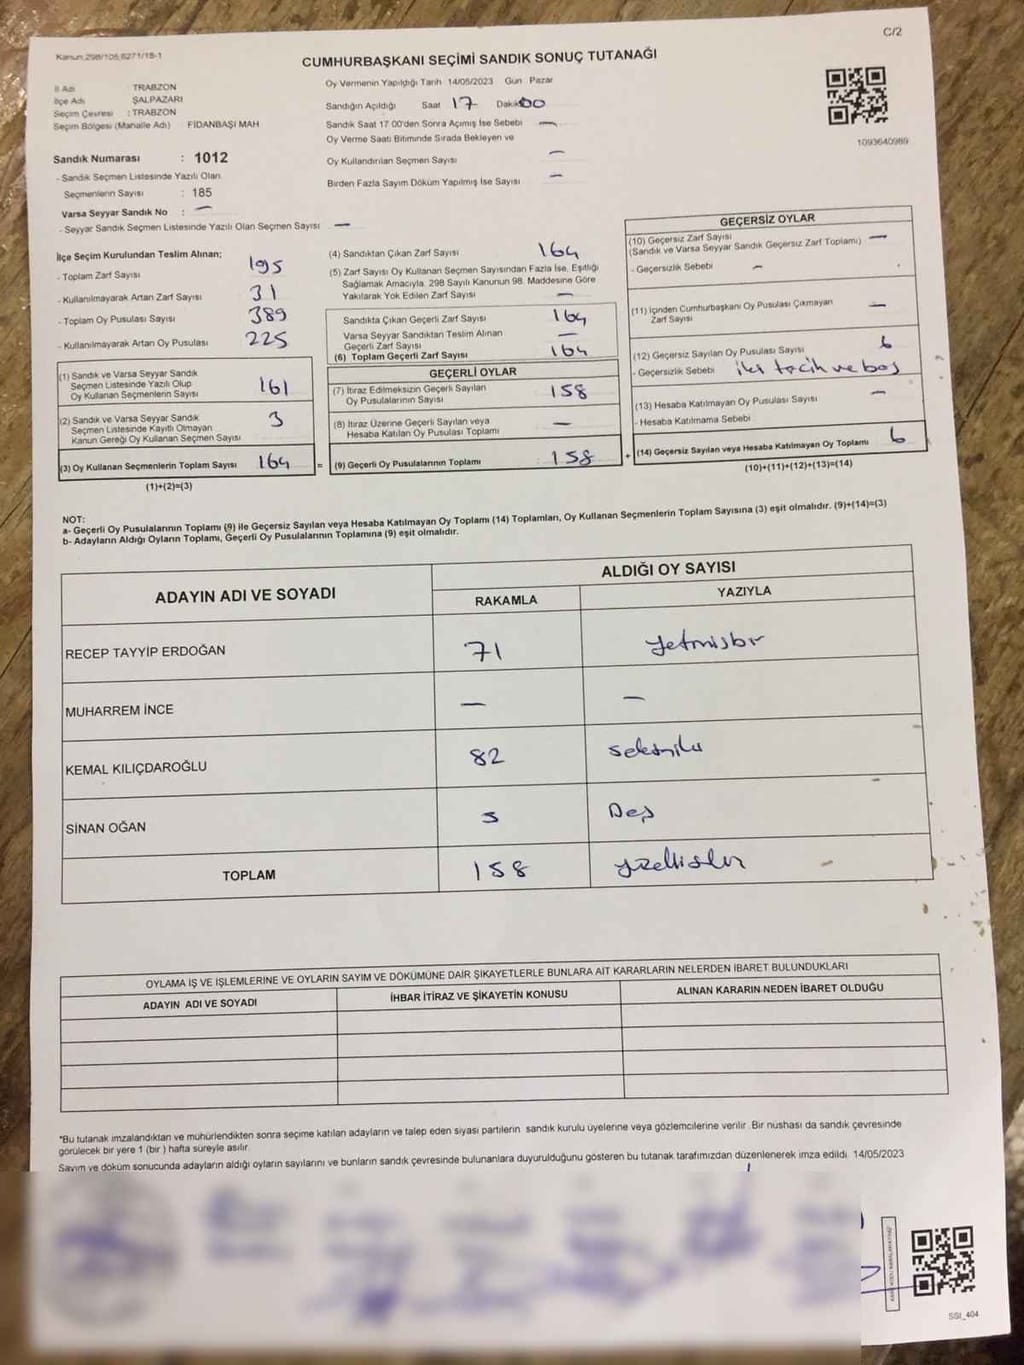 Kanun:298/105,6271/18-1
C/2
CUMHURBAŞKANI SEÇİMİ SANDIK SONUÇ TUTANAĞI
İl Adı TRABZON
İlçe Adı ŞALPAZARI
Seçim Çevresi : TRABZON
Seçim Bölgesi (Mahalle Adı) FİDANBAŞI MAH
Oy Vermenin Yapıldığı Tarih 14/05/2023 Gün Pazar
Sandığın Açıldığı Saat 17 Dakika 00
Sandık Saat 17:00'den Sonra Açımış İse Sebebi —
Oy Verme Saati Bitiminde Sırada Bekleyen ve
Oy Kullandırılan Seçmen Sayısı —
Birden Fazla Sayım Döküm Yapılmış İse Sayısı —
1093640989
Sandık Numarası : 1012
- Sandık Seçmen Listesinde Yazılı Olan
Seçmenlerin Sayısı : 185
Varsa Seyyar Sandık No : —
- Seyyar Sandık Seçmen Listesinde Yazılı Olan Seçmen Sayısı —
İlçe Seçim Kurulundan Teslim Alınan;
- Toplam Zarf Sayısı 195
- Kullanılmayarak Artan Zarf Sayısı 31
- Toplam Oy Pusulası Sayısı 389
- Kullanılmayarak Artan Oy Pusulası 225
(1) Sandık ve Varsa Seyyar Sandık
Seçmen Listesinde Yazılı Olup
Oy Kullanan Seçmenlerin Sayısı 161
(2) Sandık ve Varsa Seyyar Sandık
Seçmen Listesinde Kayıtlı Olmayan
Kanun Gereği Oy Kullanan Seçmen Sayısı 3
(3) Oy Kullanan Seçmenlerin Toplam Sayısı 164
(1)+(2)=(3)
(4) Sandıktan Çıkan Zarf Sayısı 164
(5) Zarf Sayısı Oy Kullanan Seçmen Sayısından Fazla İse, Eşitliği
Sağlamak Amacıyla, 298 Sayılı Kanunun 98. Maddesine Göre
Yakılarak Yok Edilen Zarf Sayısı —
Sandıkta Çıkan Geçerli Zarf Sayısı 164
Varsa Seyyar Sandıktan Teslim Alınan
Geçerli Zarf Sayısı —
(6) Toplam Geçerli Zarf Sayısı 164
GEÇERLİ OYLAR
(7) İtiraz Edilmeksizin Geçerli Sayılan
Oy Pusulalarının Sayısı 158
(8) İtiraz Üzerine Geçerli Sayılan veya
Hesaba Katılan Oy Pusulası Toplamı —
= (9) Geçerli Oy Pusulalarının Toplamı : 158
GEÇERSİZ OYLAR
(10) Geçersiz Zarf Sayısı
(Sandık ve Varsa Seyyar Sandık Geçersiz Zarf Toplamı) —
- Geçersizlik Sebebi —
(11) İçinden Cumhurbaşkanı Oy Pusulası Çıkmayan
Zarf Sayısı —
(12) Geçersiz Sayılan Oy Pusulası Sayısı 6
- Geçersizlik Sebebi iki tercih ve boş
(13) Hesaba Katılmayan Oy Pusulası Sayısı —
- Hesaba Katılmama Sebebi
+ (14) Geçersiz Sayılan veya Hesaba Katılmayan Oy Toplamı 6
(10)+(11)+(12)+(13)=(14)
NOT:
a- Geçerli Oy Pusulalarının Toplamı (9) ile Geçersiz Sayılan veya Hesaba Katılmayan Oy Toplamı (14) Toplamları, Oy Kullanan Seçmenlerin Toplam Sayısına (3) eşit olmalıdır. (9)+(14)=(3)
b- Adayların Aldığı Oyların Toplamı, Geçerli Oy Pusulalarının Toplamına (9) eşit olmalıdır.
ADAYIN ADI VE SOYADI
ALDIĞI OY SAYISI
RAKAMLA YAZIYLA
RECEP TAYYİP ERDOĞAN 71 yetmişbir
MUHARREM İNCE — —
KEMAL KILIÇDAROĞLU 82 seksniki
SİNAN OĞAN 5 Beş
TOPLAM 158 yzellisekiz
OYLAMA İŞ VE İŞLEMLERİNE VE OYLARIN SAYIM VE DÖKÜMÜNE DAİR ŞİKAYETLERLE BUNLARA AİT KARARLARIN NELERDEN İBARET BULUNDUKLARI
ADAYIN ADI VE SOYADI İHBAR İTİRAZ VE ŞİKAYETİN KONUSU ALINAN KARARIN NEDEN İBARET OLDUĞU
*Bu tutanak imzalandıktan ve mühürlendikten sonra seçime katılan adayların ve talep eden siyasi partilerin sandık kurulu üyelerine veya gözlemcilerine verilir. Bir nüshası da sandık çevresinde
görülecek bir yere 1 (bir ) hafta süreyle asılır.
Sayım ve döküm sonucunda adayların aldığı oyların sayılarını ve bunların sandık çevresinde bulunanlara duyurulduğunu gösteren bu tutanak tarafımızdan düzenlenerek imza edildi. 14/05/2023
SSI_404